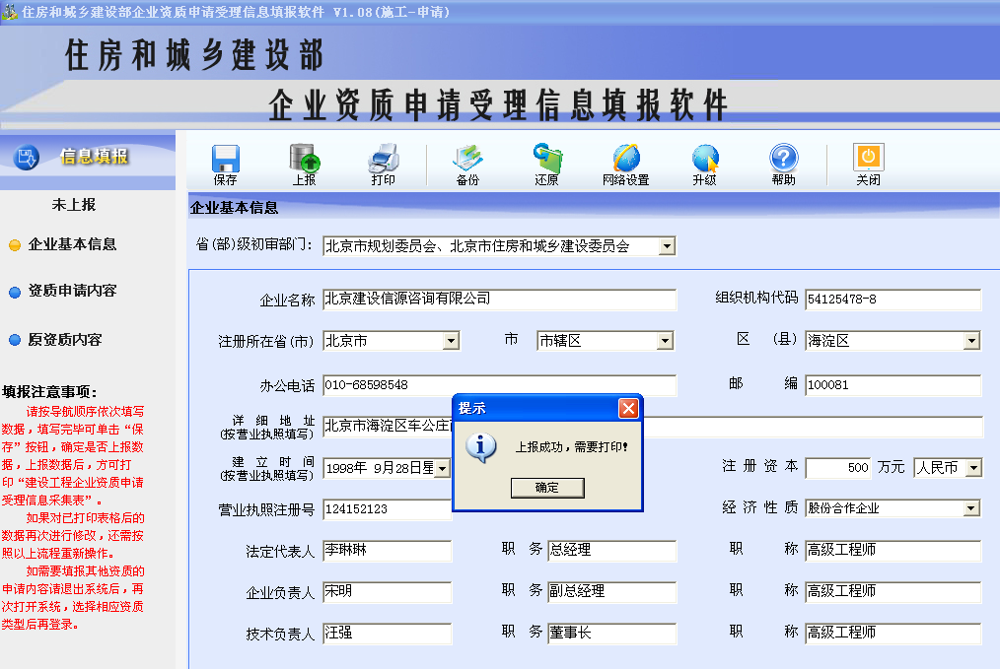 住房和城乡建设部企业资质申请受理信息填报软件 V1.08(施工-申请)
住房和城乡建设部
企业资质申请受理信息填报软件
信息填报
保存 上报 打印 备份 还原 网络设置 升级 帮助 关闭
未上报
企业基本信息
资质申请内容
原资质内容
填报注意事项：
请按导航顺序依次填写
数据，填写完毕可单击“保
存”按钮，确定是否上报数
据，上报数据后，方可打
印“建设工程企业资质申请
受理信息采集表”。
如果对已打印表格后的
数据再次进行修改，还需按
照以上流程重新操作。
如需要填报其他资质的
申请内容请退出系统后，再
次打开系统，选择相应资质
类型后再登录。
企业基本信息
省(部)级初审部门： 北京市规划委员会、北京市住房和城乡建设委员会
企业名称 北京建设信源咨询有限公司 组织机构代码 54125478-8
注册所在省(市) 北京市 市 市辖区 区 (县) 海淀区
办公电话 010-68598548 邮 编 100081
详 细 地 址
(按营业执照填写) 北京市海淀区车公庄
建 立 时 间
(按营业执照填写) 1998年 9月28日星 注 册 资 本 500 万元 人民币
营业执照注册号 124152123 经 济 性 质 股份合作企业
法定代表人 李琳琳 职 务 总经理 职 称 高级工程师
企业负责人 宋明 职 务 副总经理 职 称 高级工程师
技术负责人 汪强 职 务 董事长 职 称 高级工程师
提示
上报成功，需要打印!
确定